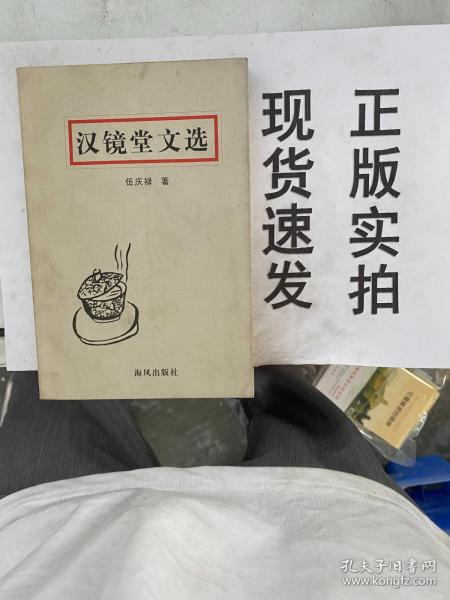 汉镜堂文选
伍庆禄 著
海风出版社
正版实拍
现货速发
孔夫子旧书网
www.kongfz.com